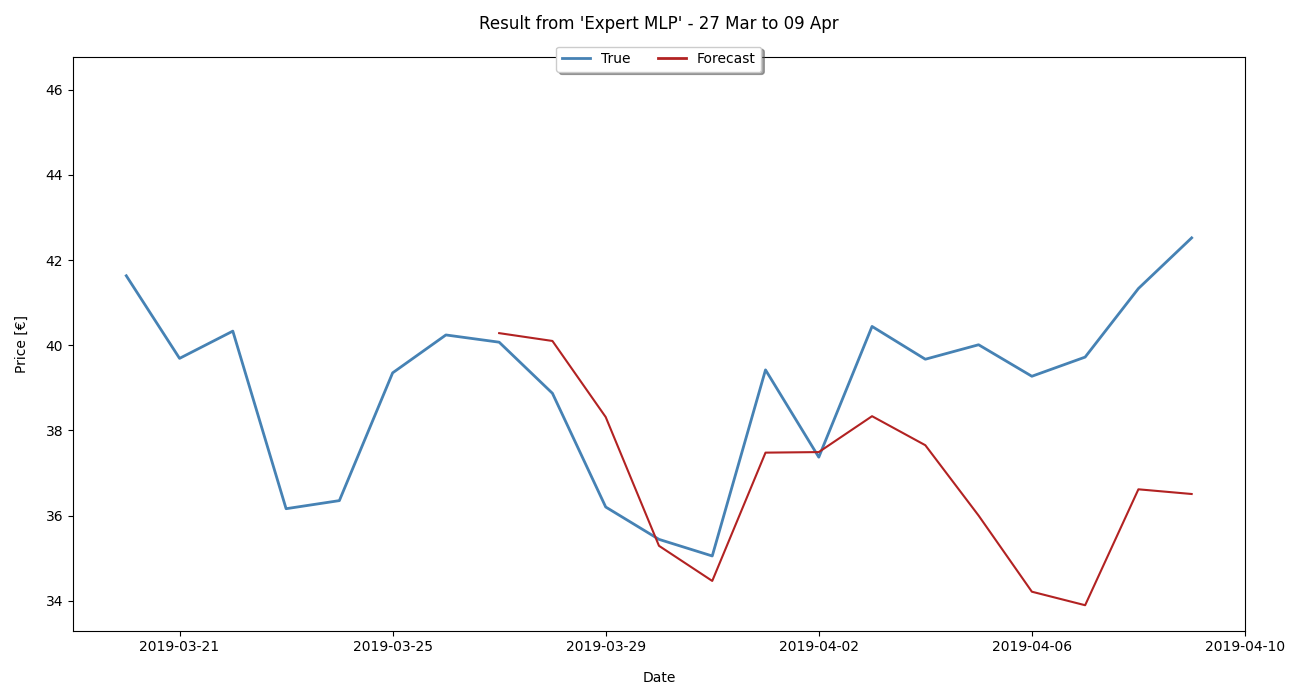 Result from 'Expert MLP' - 27 Mar to 09 Apr
True Forecast
46
44
42
40
38
36
34
Price [€]
2019-03-21 2019-03-25 2019-03-29 2019-04-02 2019-04-06 2019-04-10
Date